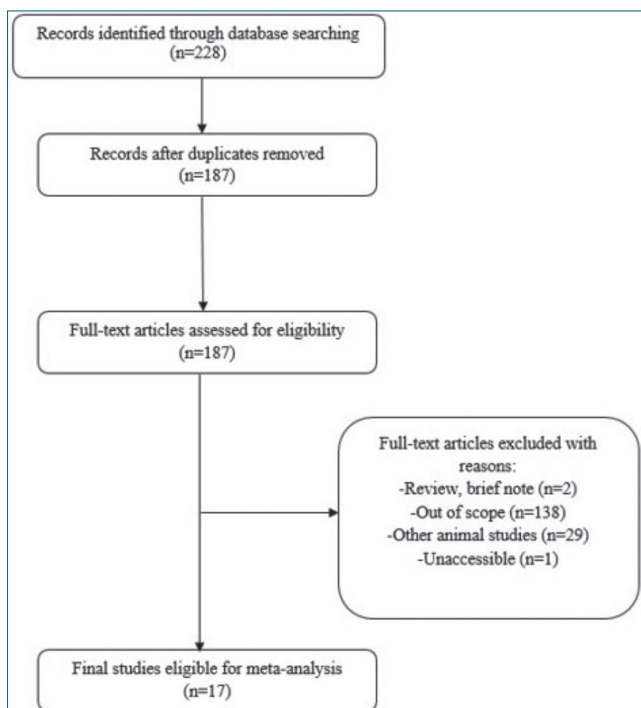 Records identified through database searching
(n=228)
Records after duplicates removed
(n=187)
Full-text articles assessed for eligibility
(n=187)
Full-text articles excluded with
reasons:
-Review, brief note (n=2)
-Out of scope (n=138)
-Other animal studies (n=29)
-Unaccessible (n=1)
Final studies eligible for meta-analysis
(n=17)